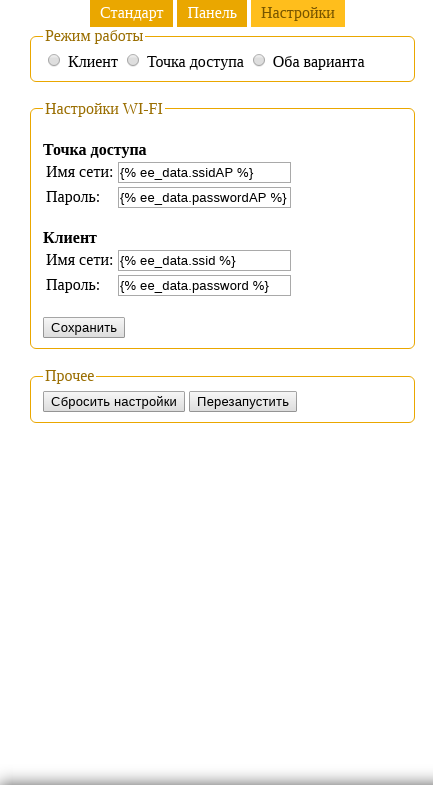 Стандарт Панель Настройки
Режим работы
Клиент Точка доступа Оба варианта
Настройки WI-FI
Точка доступа
Имя сети: {% ee_data.ssidAP %}
Пароль: {% ee_data.passwordAP %}
Клиент
Имя сети: {% ee_data.ssid %}
Пароль: {% ee_data.password %}
Сохранить
Прочее
Сбросить настройки Перезапустить